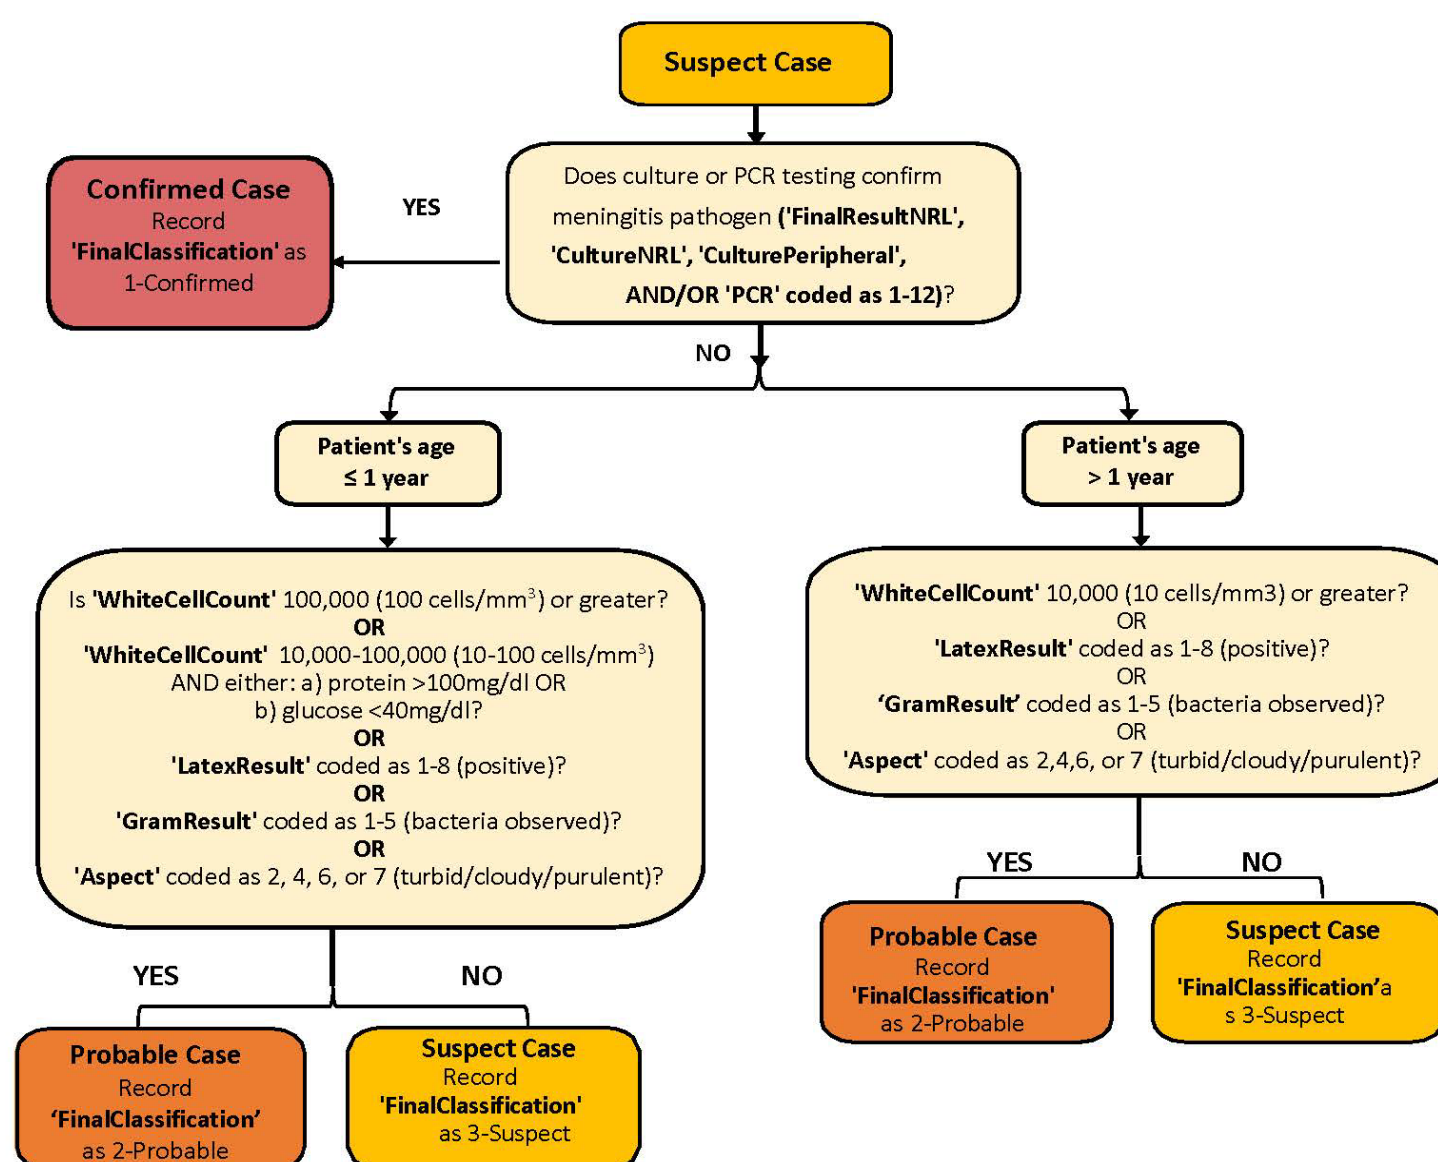 Suspect Case
Does culture or PCR testing confirm
meningitis pathogen ('FinalResultNRL',
'CultureNRL', 'CulturePeripheral',
AND/OR 'PCR' coded as 1-12)?
YES
Confirmed Case
Record
'FinalClassification' as
1-Confirmed
NO
Patient's age
≤ 1 year
Is 'WhiteCellCount' 100,000 (100 cells/mm³) or greater?
OR
'WhiteCellCount' 10,000-100,000 (10-100 cells/mm³)
AND either: a) protein >100mg/dl OR
b) glucose <40mg/dl?
OR
'LatexResult' coded as 1-8 (positive)?
OR
'GramResult' coded as 1-5 (bacteria observed)?
OR
'Aspect' coded as 2, 4, 6, or 7 (turbid/cloudy/purulent)?
YES
NO
Probable Case
Record
‘FinalClassification’
as 2-Probable
Suspect Case
Record
'FinalClassification'
as 3-Suspect
Patient's age
> 1 year
'WhiteCellCount' 10,000 (10 cells/mm3) or greater?
OR
'LatexResult' coded as 1-8 (positive)?
OR
‘GramResult’ coded as 1-5 (bacteria observed)?
OR
'Aspect' coded as 2,4,6, or 7 (turbid/cloudy/purulent)?
YES
NO
Probable Case
Record
'FinalClassification'
as 2-Probable
Suspect Case
Record
'FinalClassification’a
s 3-Suspect